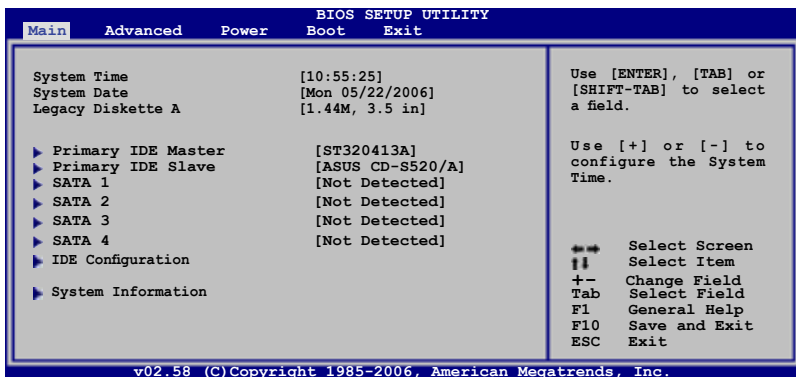 BIOS SETUP UTILITY
Main Advanced Power Boot Exit
System Time [10:55:25]
System Date [Mon 05/22/2006]
Legacy Diskette A [1.44M, 3.5 in]
Primary IDE Master [ST320413A]
Primary IDE Slave [ASUS CD-S520/A]
SATA 1 [Not Detected]
SATA 2 [Not Detected]
SATA 3 [Not Detected]
SATA 4 [Not Detected]
IDE Configuration
System Information
Use [ENTER], [TAB] or
[SHIFT-TAB] to select
a field.
Use [+] or [-] to
configure the System
Time.
Select Screen
Select Item
+- Change Field
Tab Select Field
F1 General Help
F10 Save and Exit
ESC Exit
v02.58 (C)Copyright 1985-2006, American Megatrends, Inc.